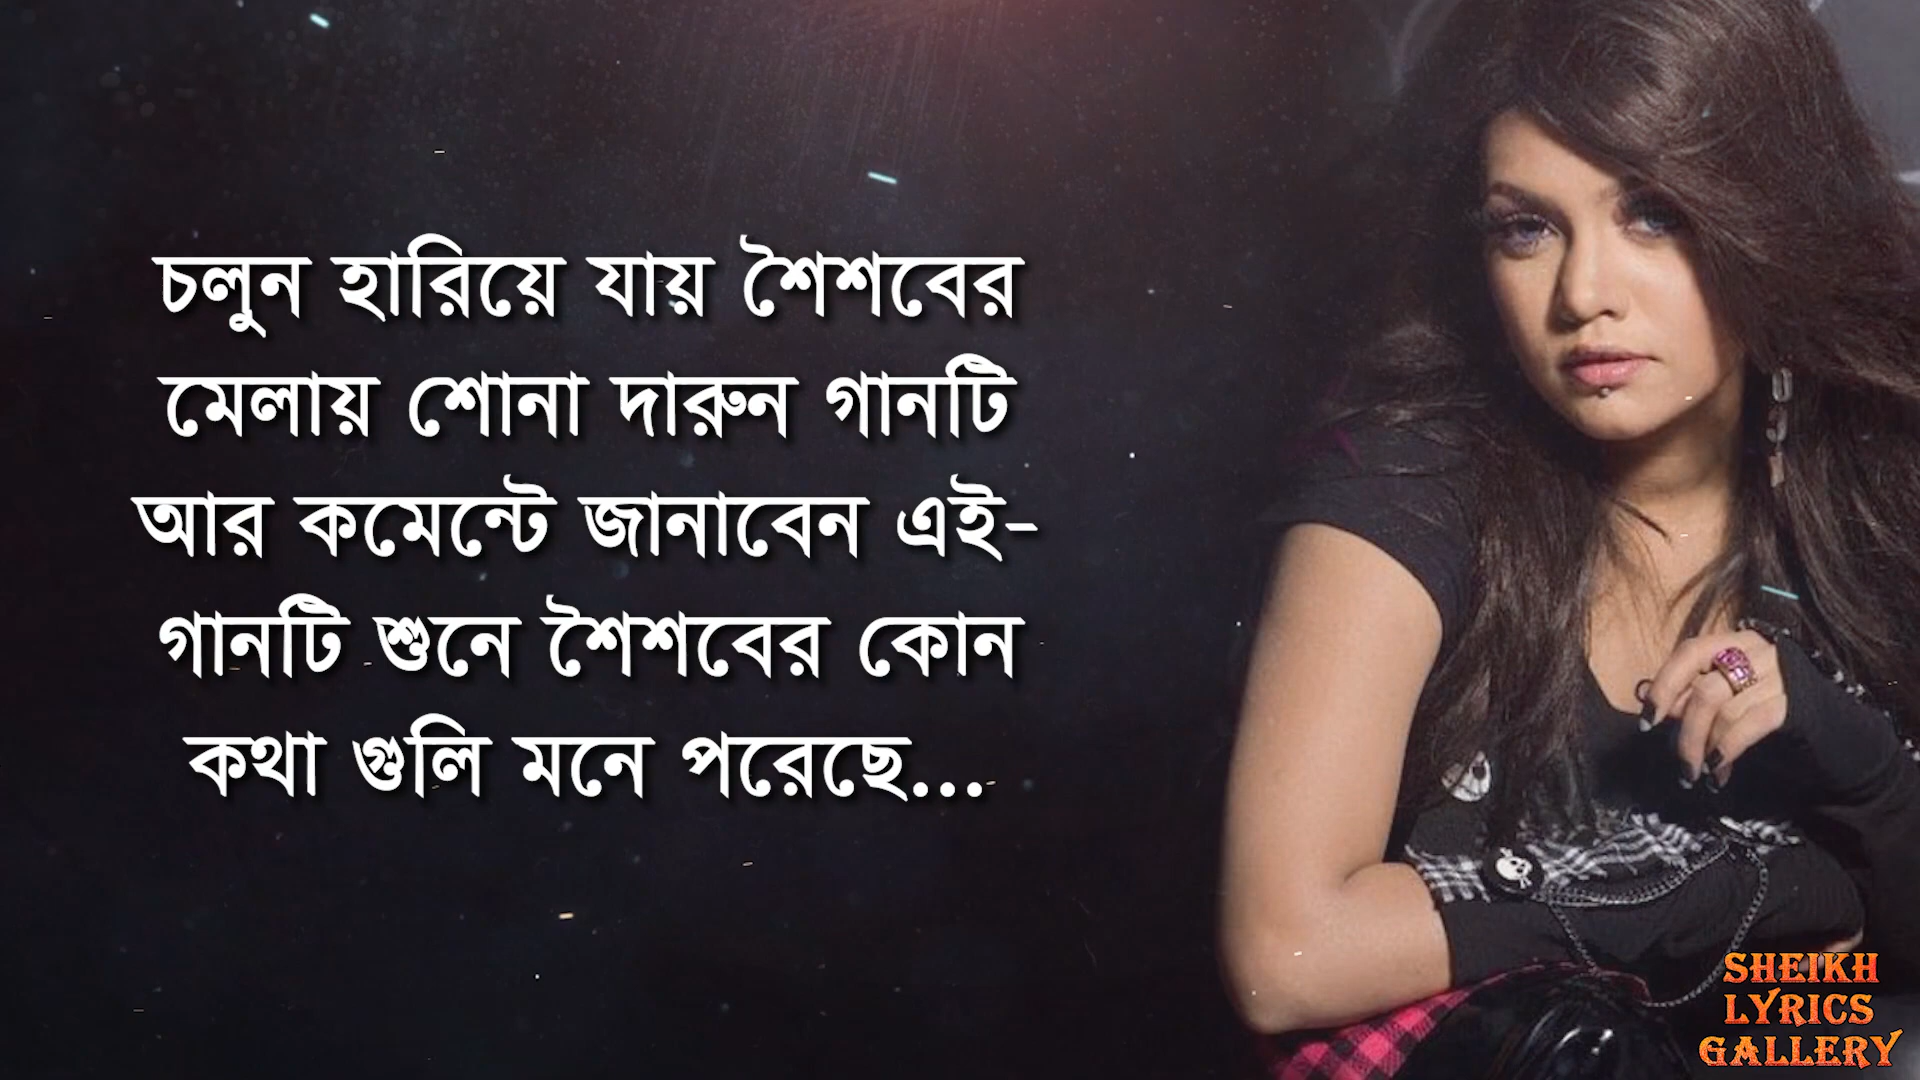 চলুন হারিয়ে যায় শৈশবের
মেলায় শোনা দারুন গানটি
আর কমেন্টে জানাবেন এই-
গানটি শুনে শৈশবের কোন
কথা গুলি মনে পরেছে...
SHEIKH
LYRICS
GALLERY